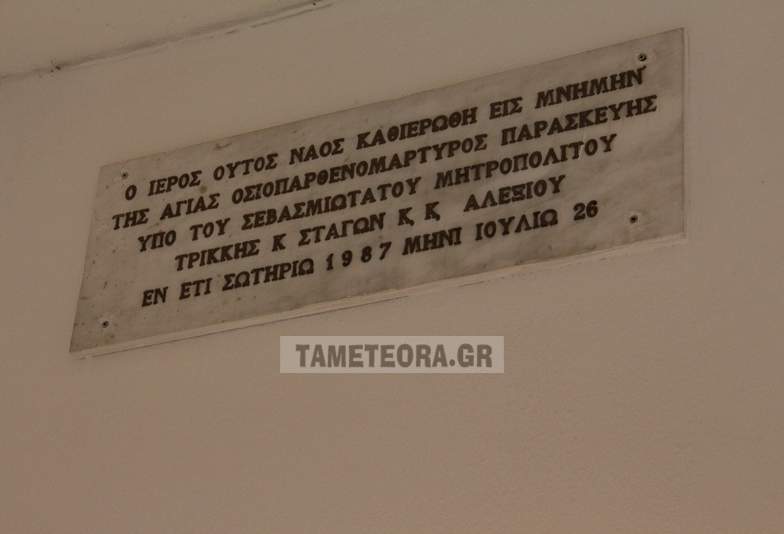 Ο ΙΕΡΟΣ ΟΥΤΟΣ ΝΑΟΣ ΚΑΘΙΕΡΩΘΗ ΕΙΣ ΜΝΗΜΗΝ
ΤΗΣ ΑΓΙΑΣ ΟΣΙΟΠΑΡΘΕΝΟΜΑΡΤΥΡΟΣ ΠΑΡΑΣΚΕΥΗΣ
ΥΠΟ ΤΟΥ ΣΕΒΑΣΜΙΩΤΑΤΟΥ ΜΗΤΡΟΠΟΛΙΤΟΥ
ΤΡΙΚΚΗΣ Κ ΣΤΑΓΩΝ Κ, Κ, ΑΛΕΞΙΟΥ
ΕΝ ΕΤΙ ΣΩΤΗΡΙΩ 1987 ΜΗΝΙ ΙΟΥΛΙΩ 26
TAMETEORA.GR